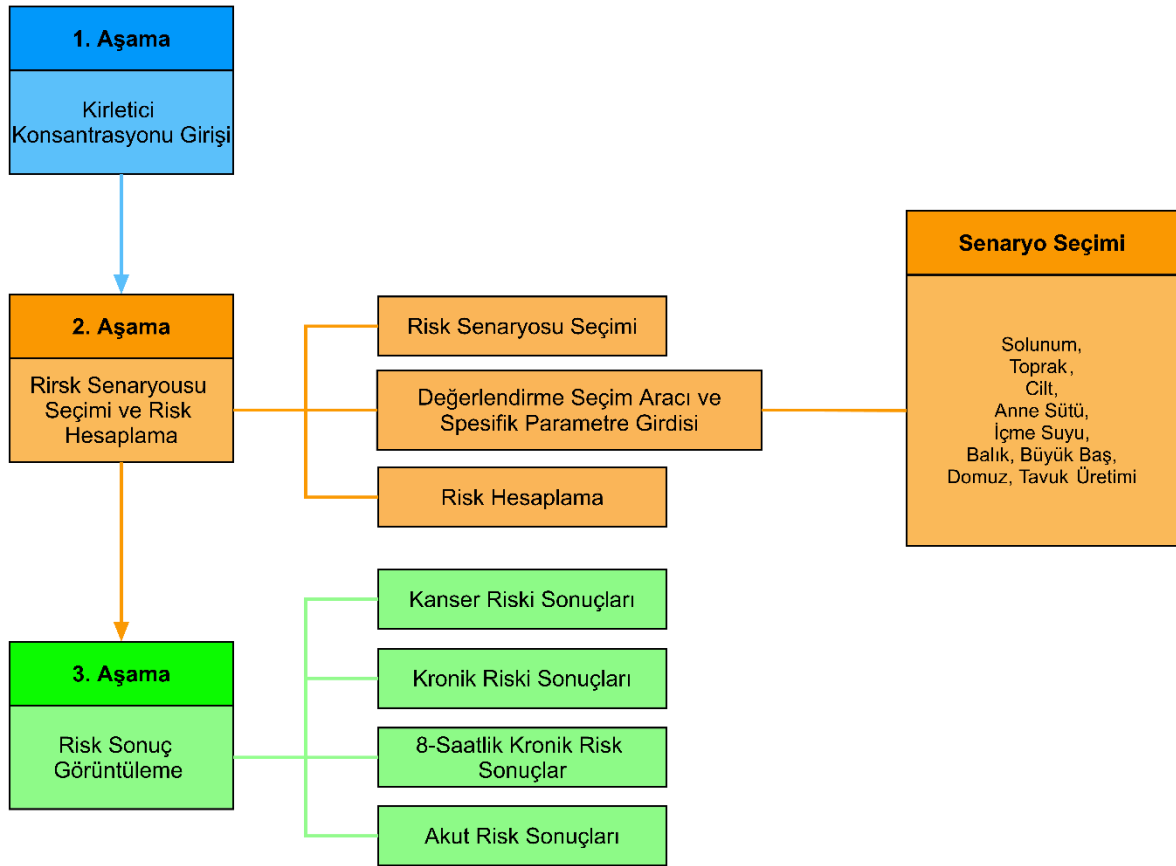 1. Aşama
Kirletici
Konsantrasyonu Girişi
2. Aşama
Rirsk Senaryousu
Seçimi ve Risk
Hesaplama
Risk Senaryosu Seçimi
Değerlendirme Seçim Aracı ve
Spesifik Parametre Girdisi
Risk Hesaplama
Senaryo Seçimi
Solunum,
Toprak,
Cilt,
Anne Sütü,
İçme Suyu,
Balık, Büyük Baş,
Domuz, Tavuk Üretimi
3. Aşama
Risk Sonuç
Görüntüleme
Kanser Riski Sonuçları
Kronik Riski Sonuçları
8-Saatlik Kronik Risk
Sonuçlar
Akut Risk Sonuçları